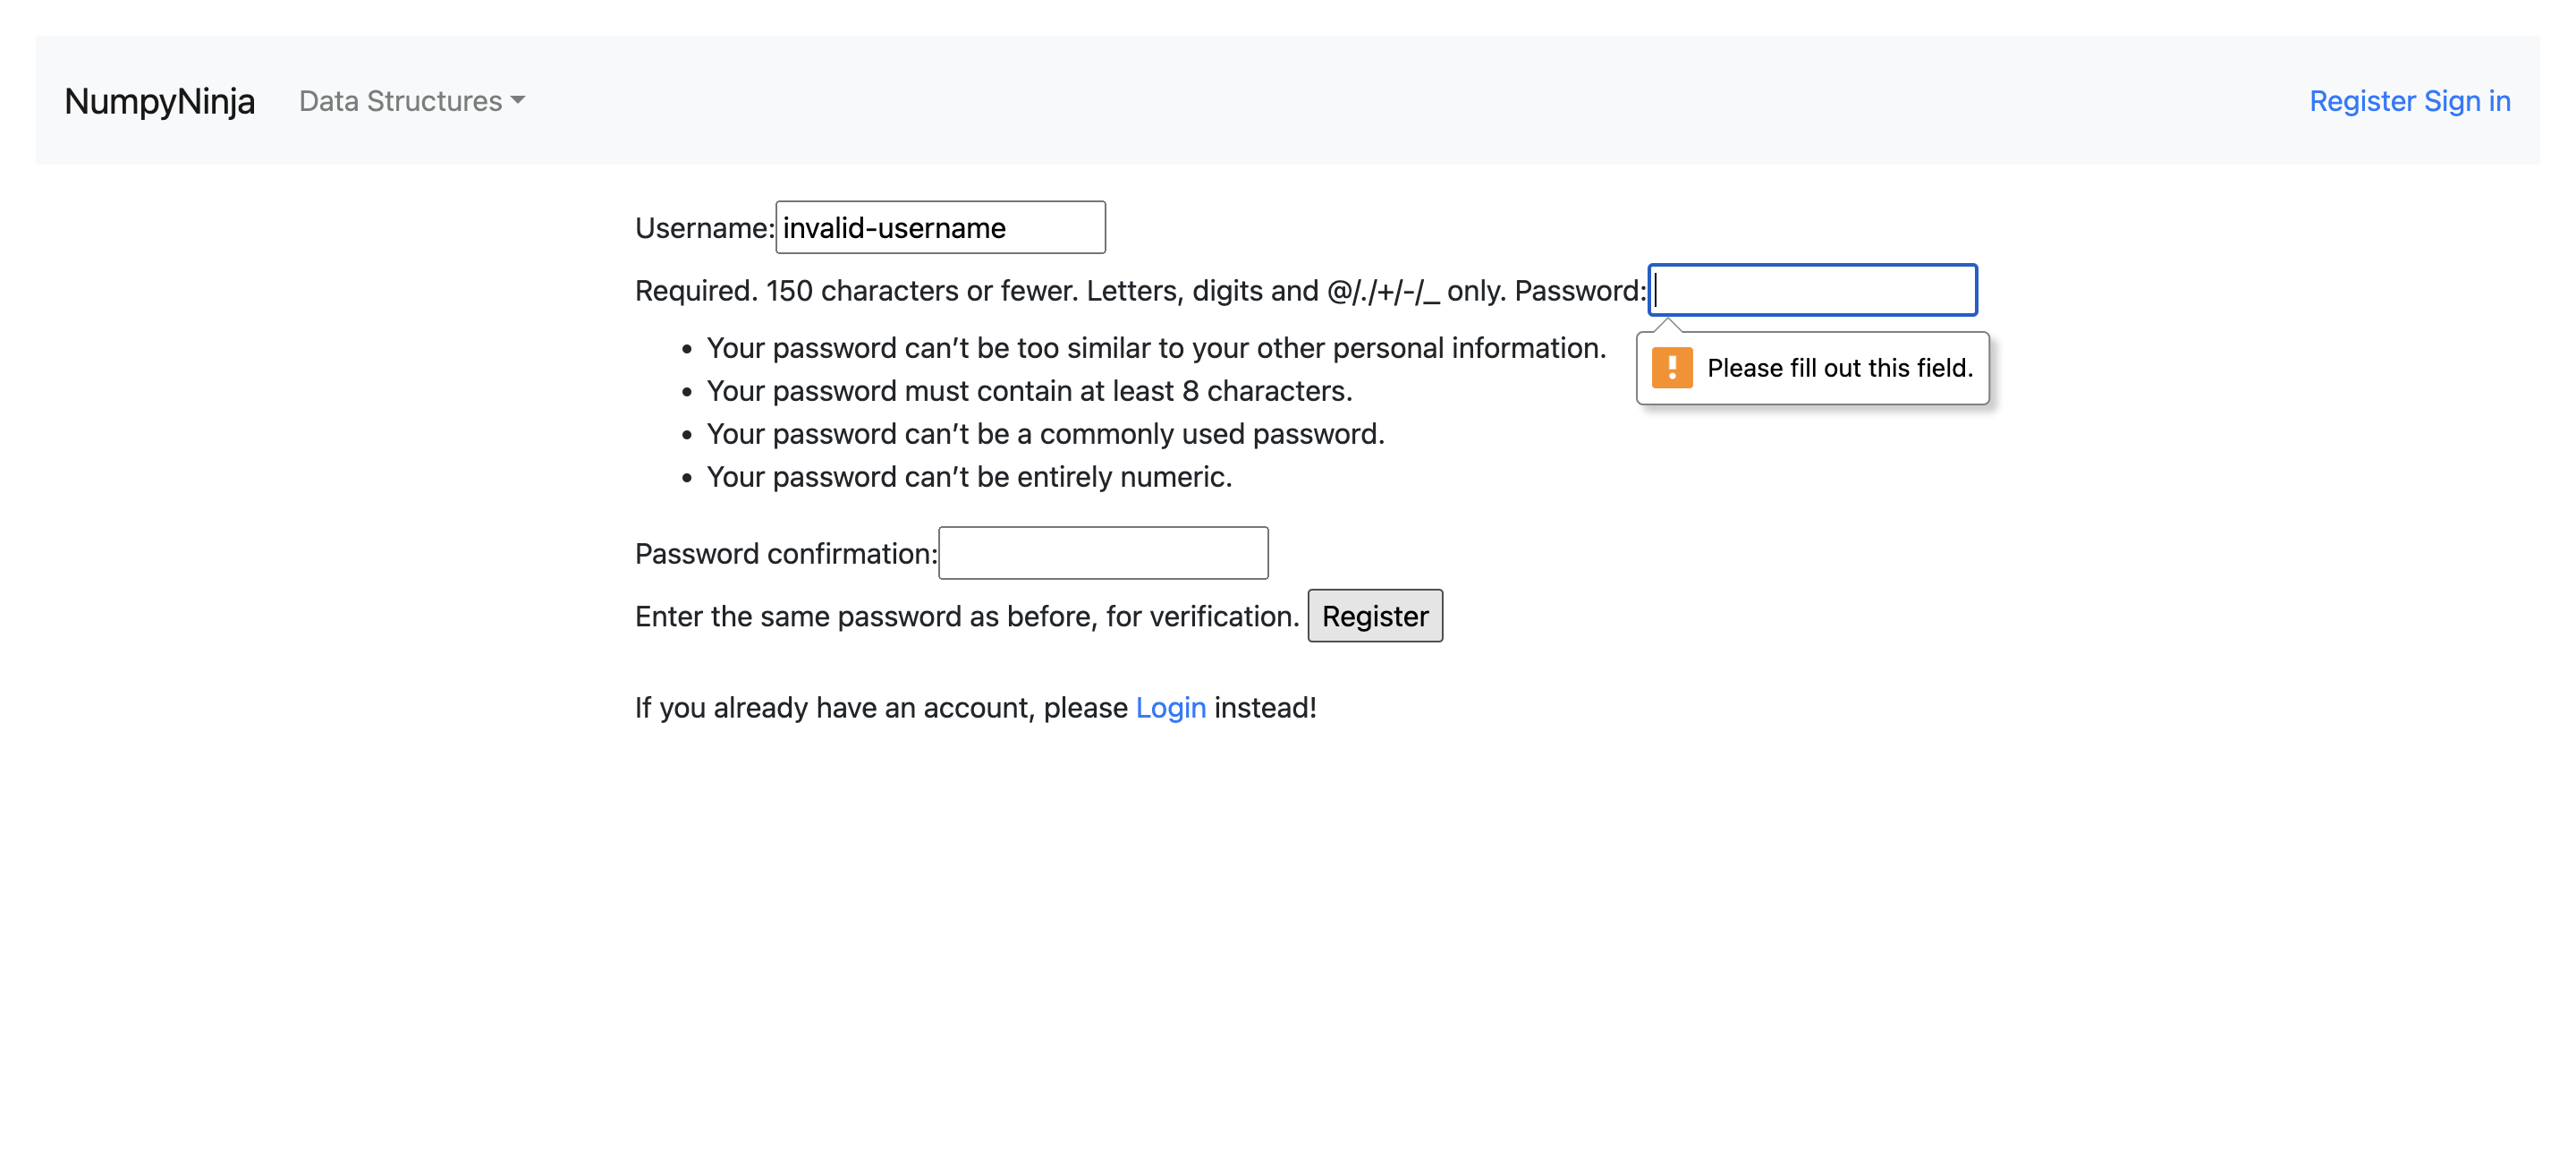 NumpyNinja Data Structures Register Sign in
Username: invalid-username
Required. 150 characters or fewer. Letters, digits and @/./+/-/_ only. Password:
Your password can’t be too similar to your other personal information.
Please fill out this field.
Your password must contain at least 8 characters.
Your password can’t be a commonly used password.
Your password can’t be entirely numeric.
Password confirmation:
Enter the same password as before, for verification. Register
If you already have an account, please Login instead!